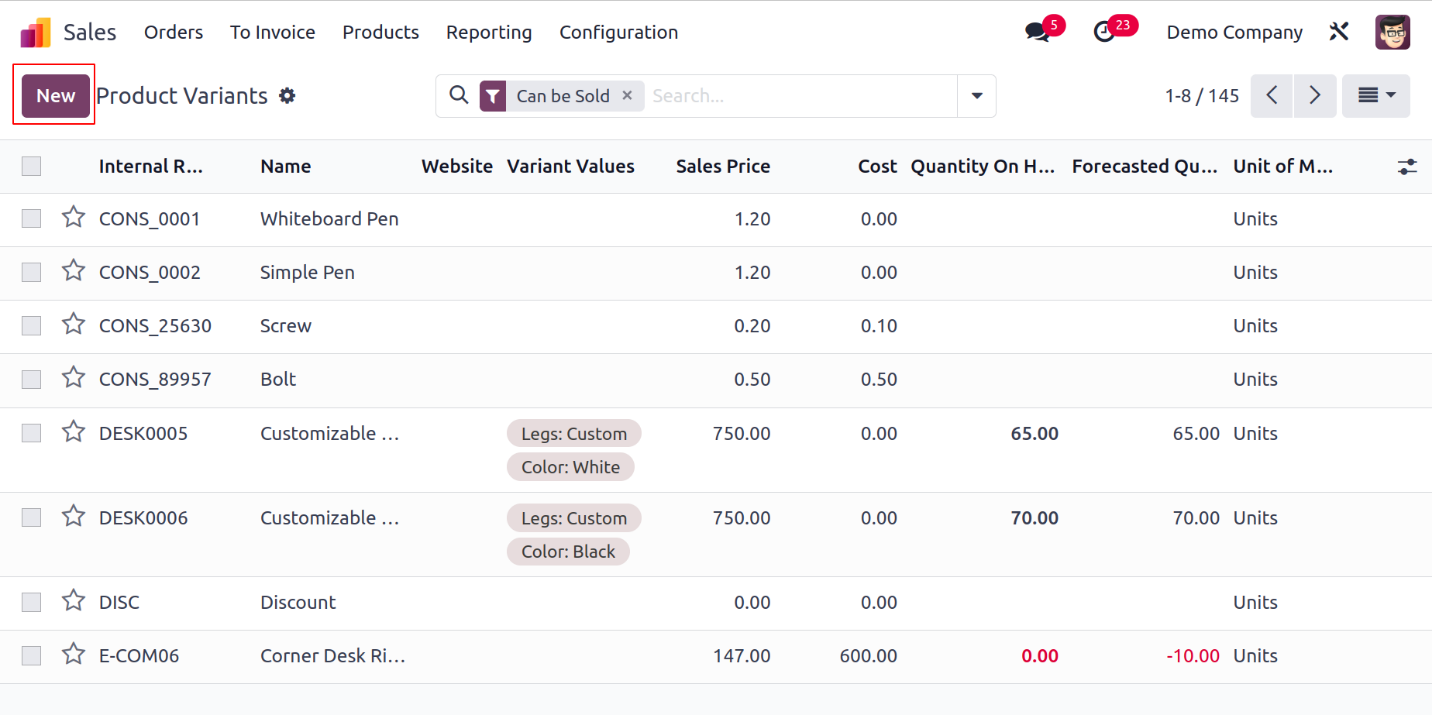 Sales Orders To Invoice Products Reporting Configuration 5 23 Demo Company
New Product Variants Can be Sold × Search... 1-8 / 145
Internal R... Name Website Variant Values Sales Price Cost Quantity On H... Forecasted Qu... Unit of M...
CONS_0001 Whiteboard Pen 1.20 0.00 Units
CONS_0002 Simple Pen 1.20 0.00 Units
CONS_25630 Screw 0.20 0.10 Units
CONS_89957 Bolt 0.50 0.50 Units
DESK0005 Customizable ... Legs: Custom 750.00 0.00 65.00 65.00 Units
Color: White
DESK0006 Customizable ... Legs: Custom 750.00 0.00 70.00 70.00 Units
Color: Black
DISC Discount 0.00 0.00 Units
E-COM06 Corner Desk Ri... 147.00 600.00 0.00 -10.00 Units